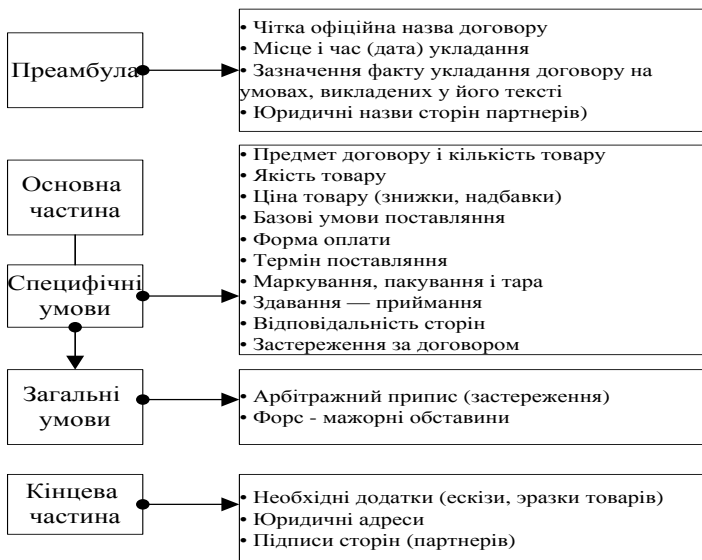 Преамбула
• Чітка офіційна назва договору
• Місце і час (дата) укладання
• Зазначення факту укладання договору на
умовах, викладених у його тексті
• Юридичні назви сторін партнерів)
Основна
частина
Специфічні
умови
• Предмет договору і кількість товару
• Якість товару
• Ціна товару (знижки, надбавки)
• Базові умови поставляння
• Форма оплати
• Термін поставляння
• Маркування, пакування і тара
• Здавання — приймання
• Відповідальність сторін
• Застереження за договором
Загальні
умови
• Арбітражний припис (застереження)
• Форс - мажорні обставини
Кінцева
частина
• Необхідні додатки (ескізи, эразки товарів)
• Юридичні адреси
• Підписи сторін (партнерів)